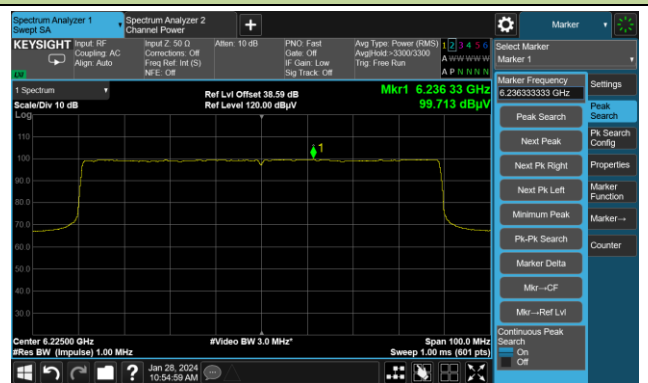 Spectrum Analyzer 1
Swept SA
Spectrum Analyzer 2
Channel Power
Marker
KEYSIGHT
Input: RF
Coupling: AC
Align: Auto
Input Z: 50 Ω
Corrections: Off
Freq Ref: Int (S)
NFE: Off
Atten: 10 dB
PNO: Fast
Gate: Off
IF Gain: Low
Sig Track: Off
Avg Type: Power (RMS)
Avg|Hold:>3300/3300
Trig: Free Run
1 2 3 4 5 6
A W W W W W
A P N N N N
Select Marker
Marker 1
1 Spectrum
Scale/Div 10 dB
Log
Ref Lvl Offset 38.59 dB
Ref Level 120.00 dBµV
Mkr1 6.236 33 GHz
99.713 dBµV
110
100
90.0
80.0
70.0
60.0
50.0
40.0
30.0
1
Center 6.22500 GHz
#Res BW (Impulse) 1.00 MHz
#Video BW 3.0 MHz*
Span 100.0 MHz
Sweep 1.00 ms (601 pts)
Marker Frequency
6.236333333 GHz
Peak Search
Next Peak
Next Pk Right
Next Pk Left
Minimum Peak
Pk-Pk Search
Marker Delta
Mkr→CF
Mkr→Ref Lvl
Continuous Peak
Search
On
Off
Settings
Peak
Search
Pk Search
Config
Properties
Marker
Function
Marker→
Counter
Jan 28, 2024
10:54:59 AM